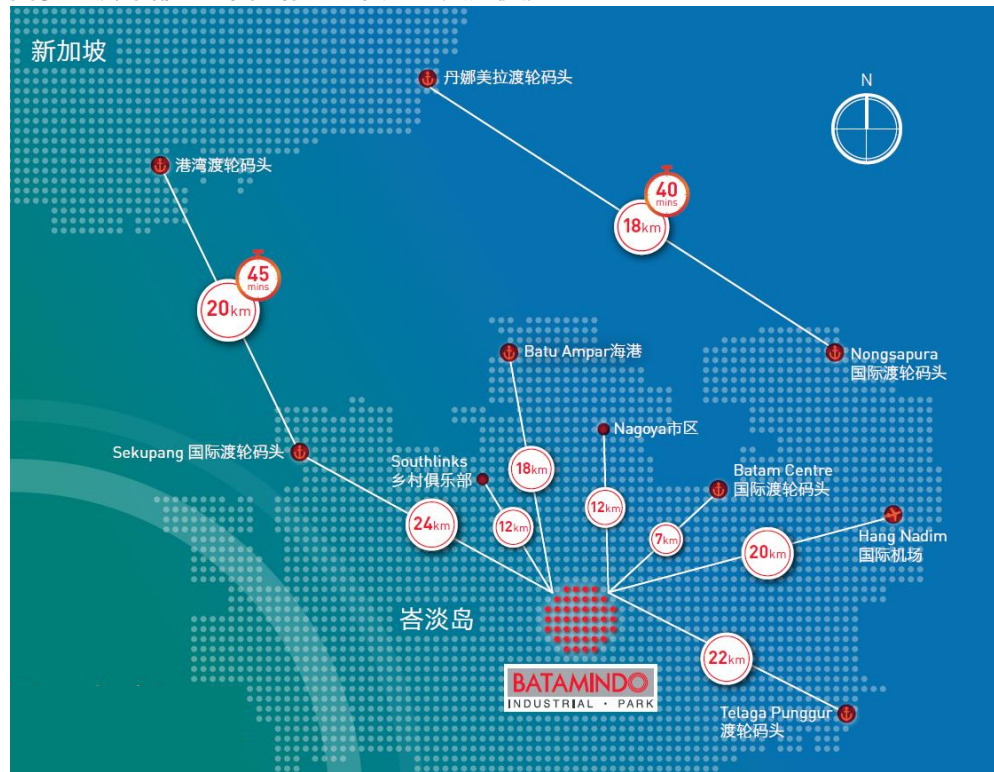 新加坡
丹娜美拉渡轮码头
N
港湾渡轮码头
40
mins
18km
45
mins
20km
Batu Ampar海港
Nongsapura
国际渡轮码头
Nagoya市区
Sekupang 国际渡轮码头
Southlinks
乡村俱乐部
18km
Batam Centre
国际渡轮码头
24km
12km
12km
7km
20km
Hang Nadim
国际机场
峇淡岛
22km
BATAMINDO
INDUSTRIAL · PARK
Telaga Punggur
渡轮码头